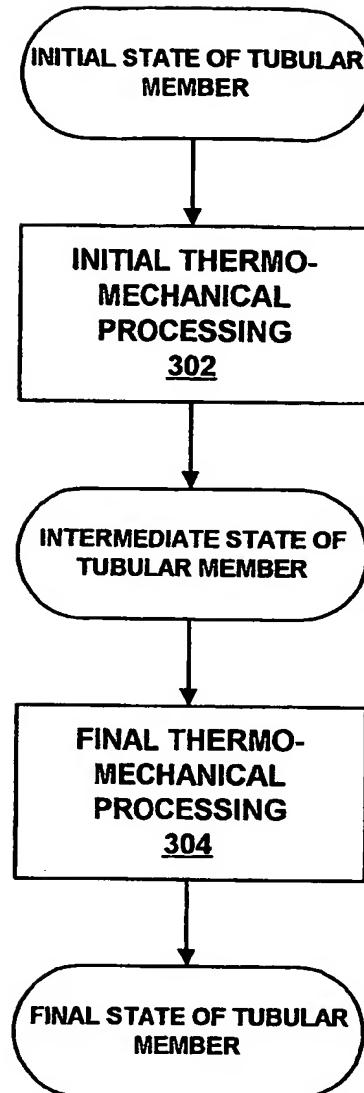 INITIAL STATE OF TUBULAR
MEMBER
INITIAL THERMO-
MECHANICAL
PROCESSING
302
INTERMEDIATE STATE OF
TUBULAR MEMBER
FINAL THERMO-
MECHANICAL
PROCESSING
304
FINAL STATE OF TUBULAR
MEMBER